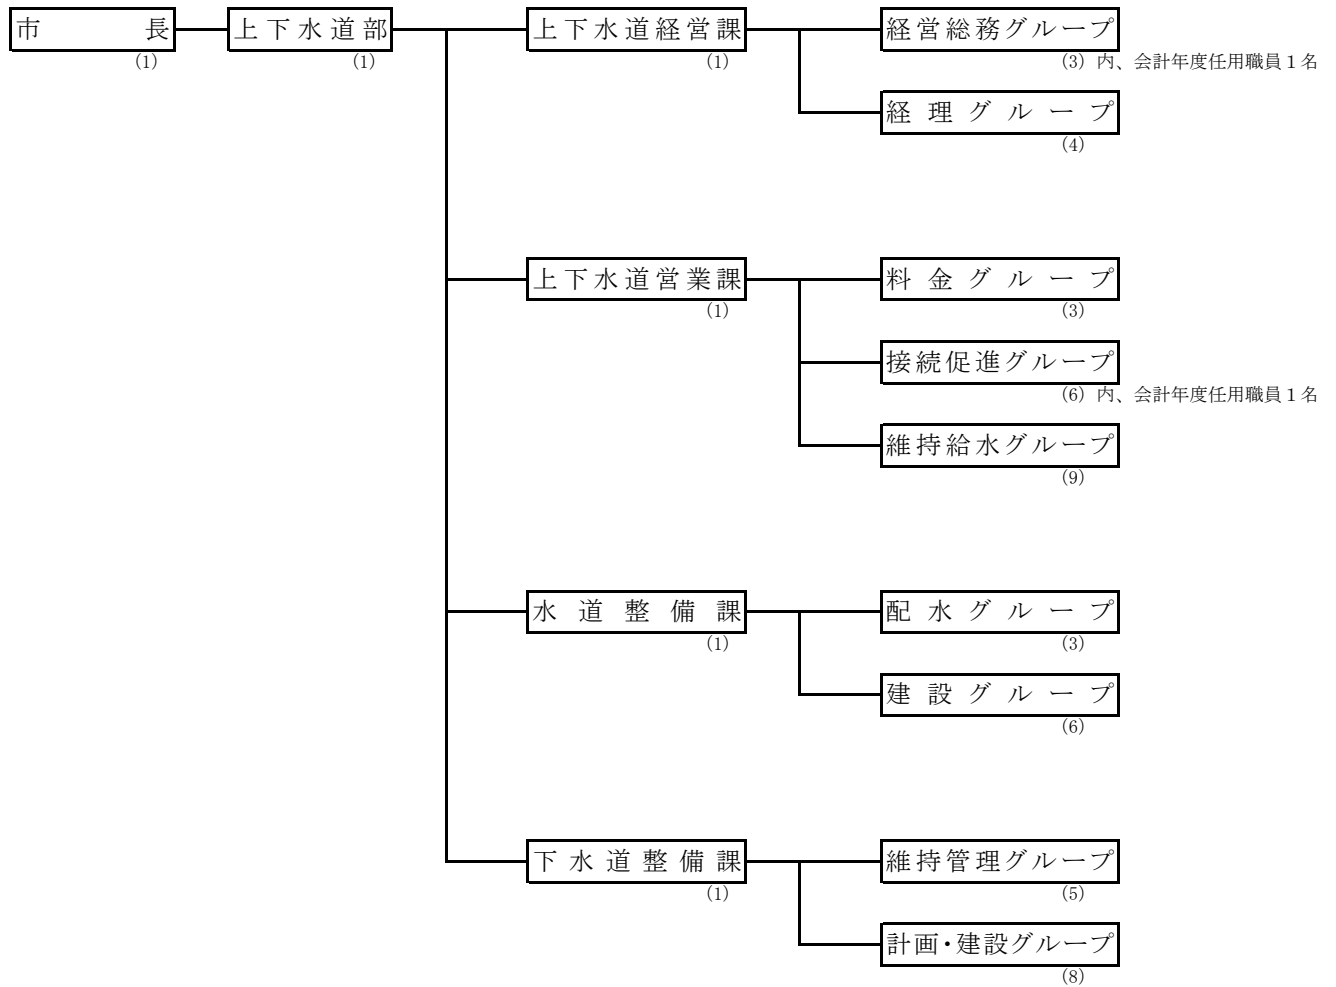 市長 上下水道部 上下水道経営課 経営総務グループ
(1) (1) (1) (3) 内、会計年度任用職員１名
経理グループ
(4)
上下水道営業課 料金グループ
(1) (3)
接続促進グループ
(6) 内、会計年度任用職員１名
維持給水グループ
(9)
水道整備課 配水グループ
(1) (3)
建設グループ
(6)
下水道整備課 維持管理グループ
(1) (5)
計画・建設グループ
(8)